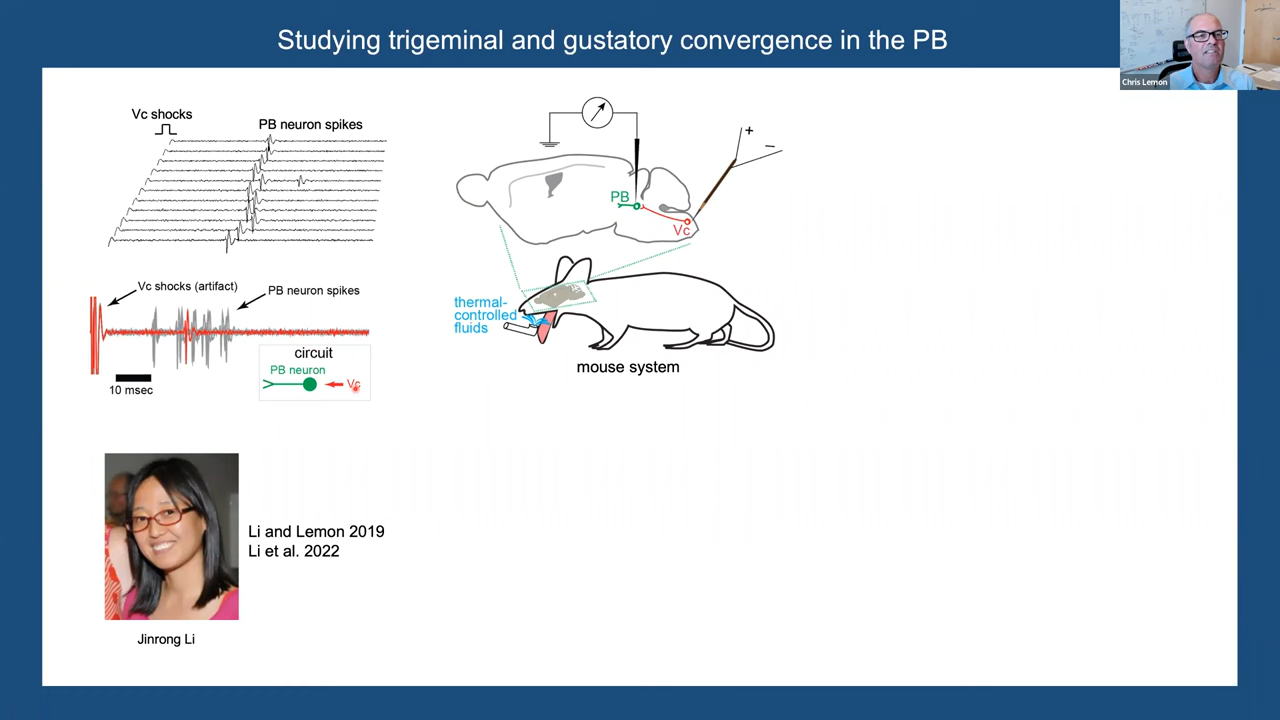 Studying trigeminal and gustatory convergence in the PB
Chris Lemon
Vc shocks
PB neuron spikes
Vc shocks (artifact)
PB neuron spikes
10 msec
circuit
PB neuron
Vc
+
−
PB
Vc
thermal-
controlled
fluids
mouse system
Li and Lemon 2019
Li et al. 2022
Jinrong Li